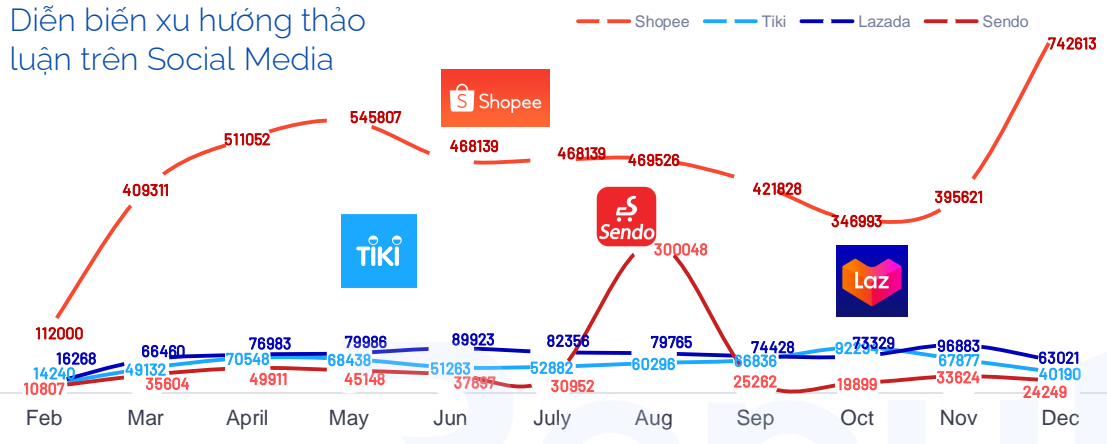 Diễn biến xu hướng thảo
luận trên Social Media
Shopee Tiki Lazada Sendo
742613
Shopee
545807
511052
468139
468139
469526
409311
421828
395621
346993
Sendo
TIKI
300048
Laz
112000
16268 66460 76983 79986 89923 82356 79765 74428 73329 96883 63021
14240 49132 70548 68438 51263 52882 60296 66836 67877 40190
10807 35604 49911 45148 30952 25262 19899 33624 24249
Feb Mar April May Jun July Aug Sep Oct Nov Dec